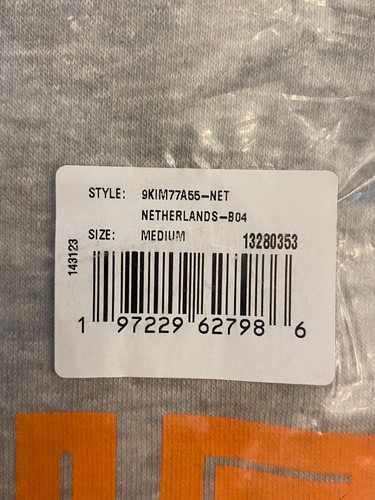 STYLE: 9KIM77A55-NET
NETHERLANDS-B04
SIZE: MEDIUM 13280353
143123
1 97229 62798 6